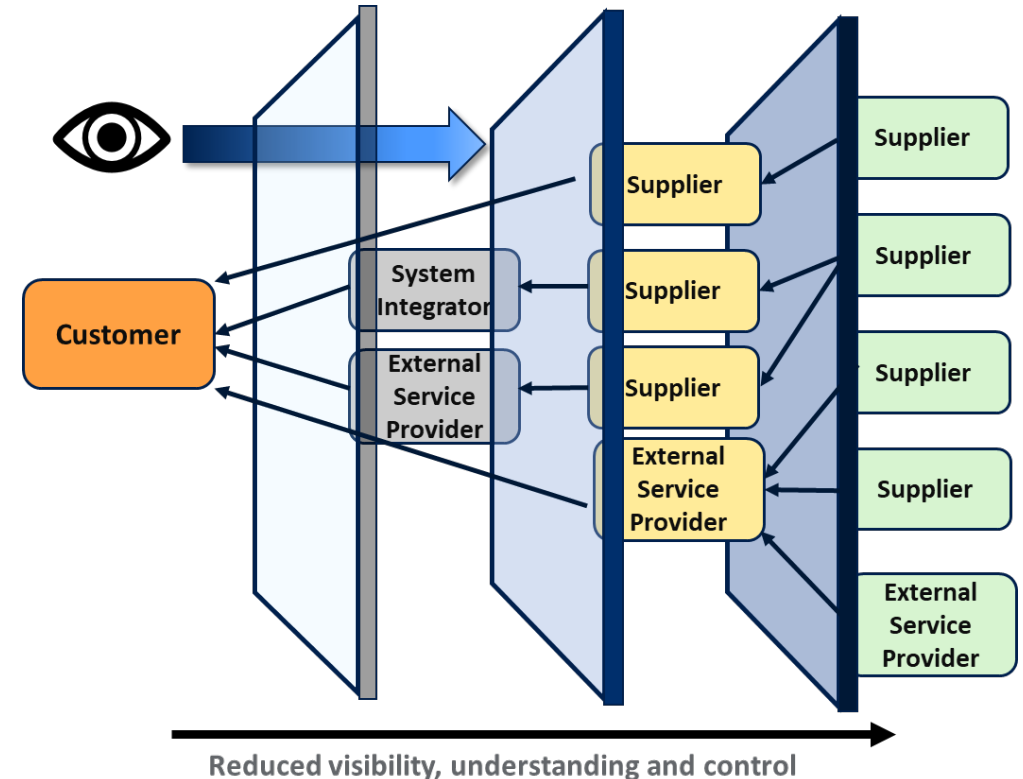 Customer
System
Integrator
External
Service
Provider
Supplier
Supplier
Supplier
External
Service
Provider
Supplier
Supplier
Supplier
Supplier
External
Service
Provider
Reduced visibility, understanding and control